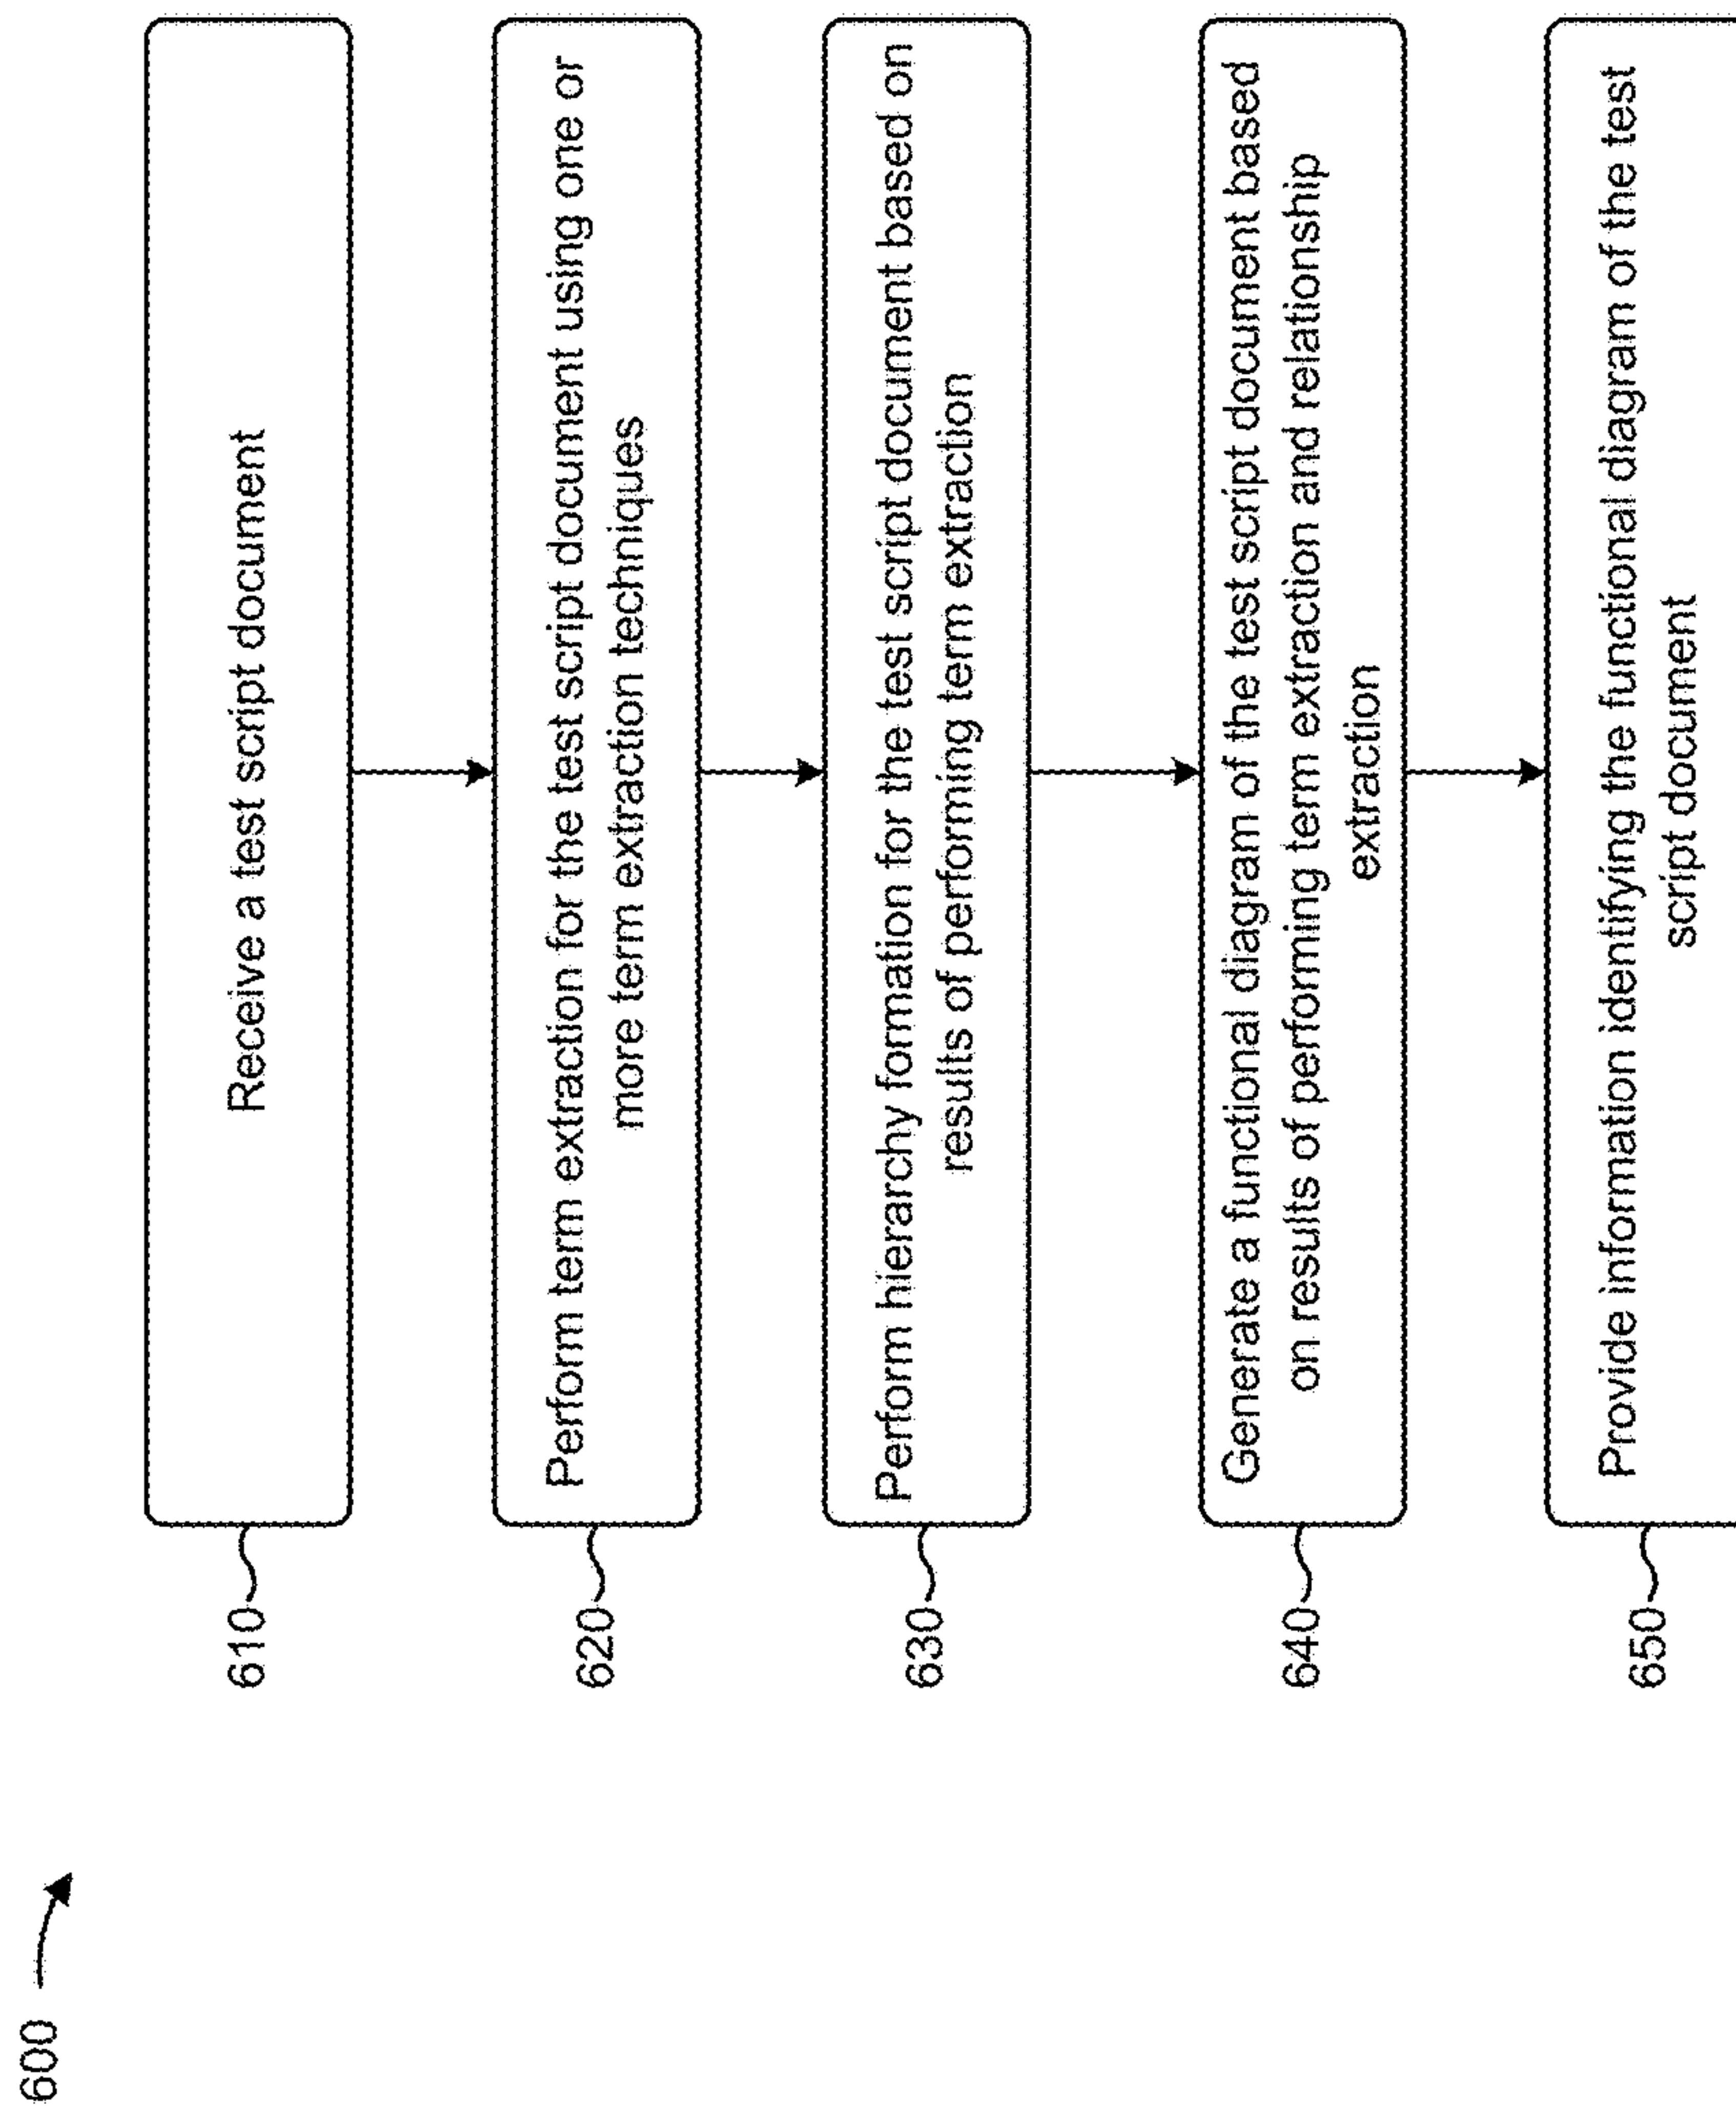 600
610
Receive a test script document
620
Perform term extraction for the test script document using one or
more term extraction techniques
630
Perform hierarchy formation for the test script document based on
results of performing term extraction
640
Generate a functional diagram of the test script document based
on results of performing term extraction and relationship
extraction
650
Provide information identifying the functional diagram of the test
script document